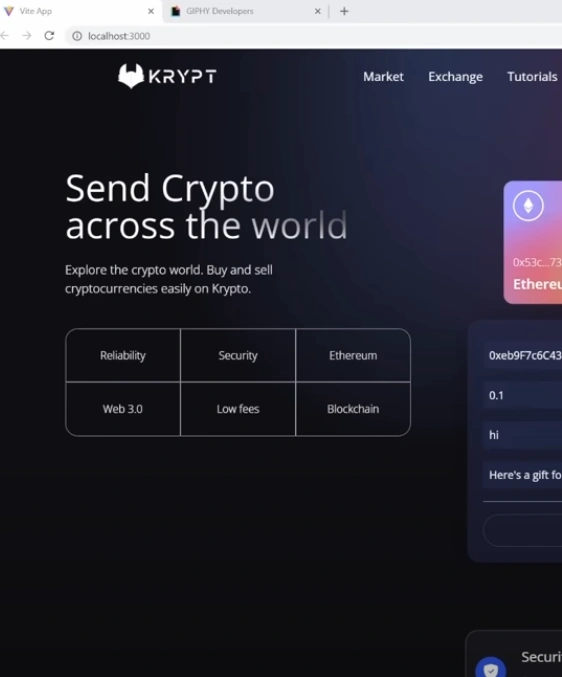 Vite App
GIPHY Developers
localhost:3000
KRYPT
Market Exchange Tutorials
Send Crypto
across the world
Explore the crypto world. Buy and sell
cryptocurrencies easily on Krypto.
Reliability Security Ethereum
Web 3.0 Low fees Blockchain
0x53c...73
Ethereu
0xeb9F7c6C43
0.1
hi
Here's a gift fo
Securi